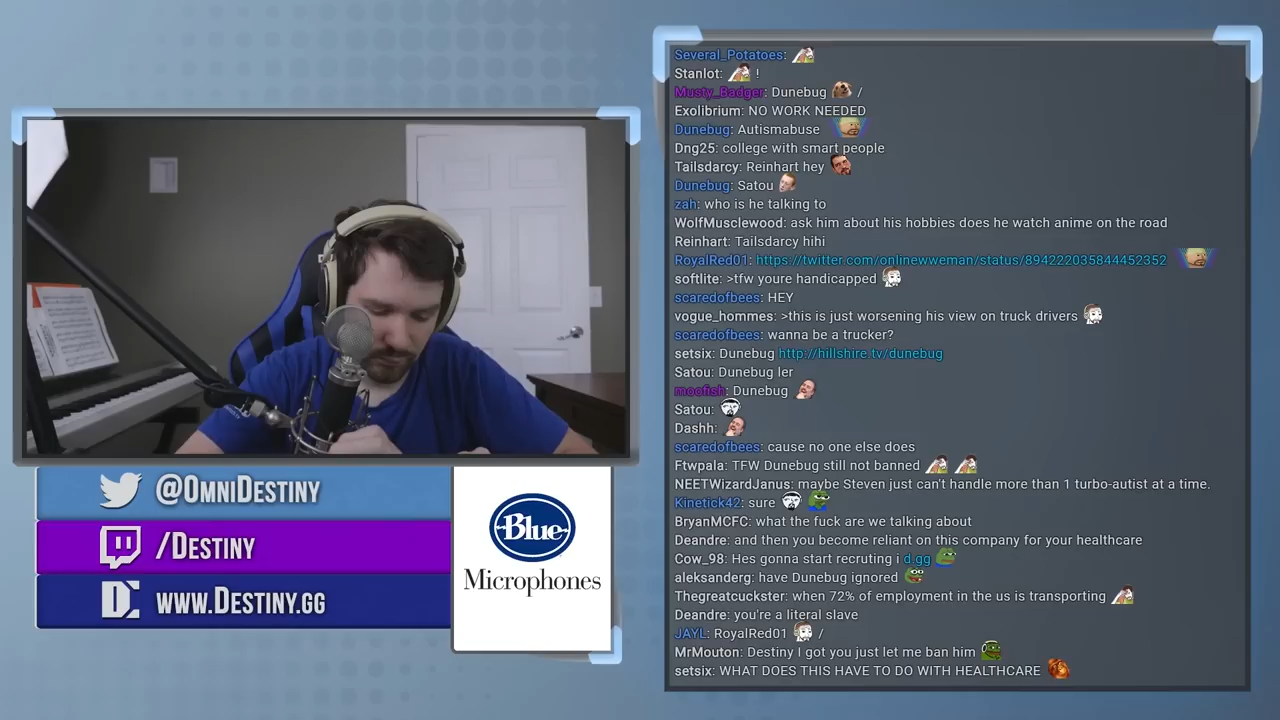 Several_Potatoes:
Stanlot: !
Musty_Badger: Dunebug /
Exolibrium: NO WORK NEEDED
Dunebug: Autismabuse
Dng25: college with smart people
Tailsdarcy: Reinhart hey
Dunebug: Satou
zah: who is he talking to
WolfMusclewood: ask him about his hobbies does he watch anime on the road
Reinhart: Tailsdarcy hihi
RoyalRed01: https://twitter.com/onlinewweman/status/894222035844452352
softlite: >tfw youre handicapped
scaredofbees: HEY
vogue_hommes: >this is just worsening his view on truck drivers
scaredofbees: wanna be a trucker?
setsix: Dunebug http://hillshire.tv/dunebug
Satou: Dunebug ler
moofish: Dunebug
Satou:
Dashh:
scaredofbees: cause no one else does
Ftwpala: TFW Dunebug still not banned
NEETWizardJanus: maybe Steven just can't handle more than 1 turbo-autist at a time.
Kinetick42: sure
BryanMCFC: what the fuck are we talking about
Deandre: and then you become reliant on this company for your healthcare
Cow_98: Hes gonna start recruting i d.gg
aleksanderg: have Dunebug ignored
Thegreatcuckster: when 72% of employment in the us is transporting
Deandre: you're a literal slave
JAYL: RoyalRed01 /
MrMouton: Destiny I got you just let me ban him
setsix: WHAT DOES THIS HAVE TO DO WITH HEALTHCARE
@OmniDestiny
/Destiny
www.Destiny.gg
Blue
Microphones